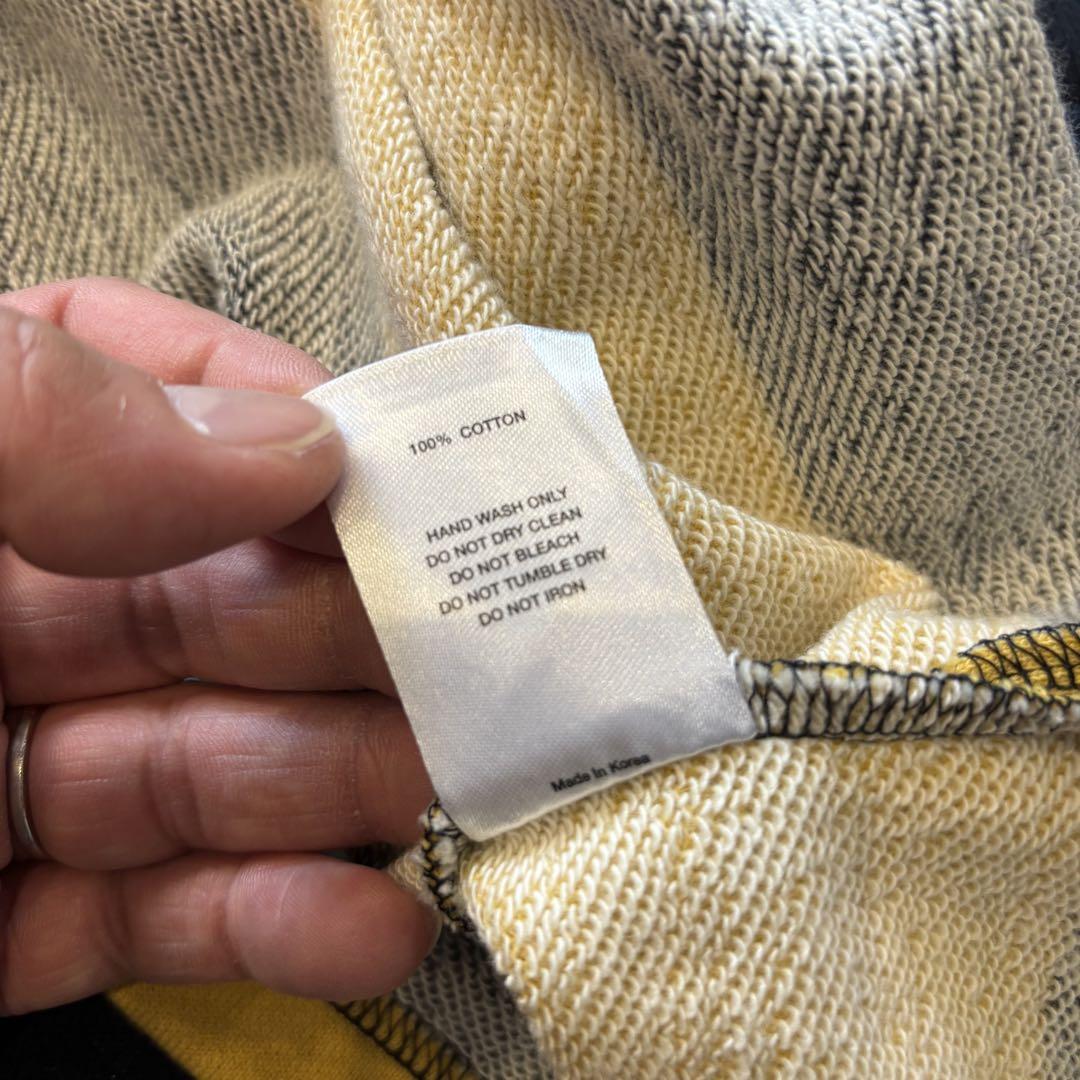 100% COTTON
HAND WASH ONLY
DO NOT DRY CLEAN
DO NOT BLEACH
DO NOT TUMBLE DRY
DO NOT IRON
Made In Korea